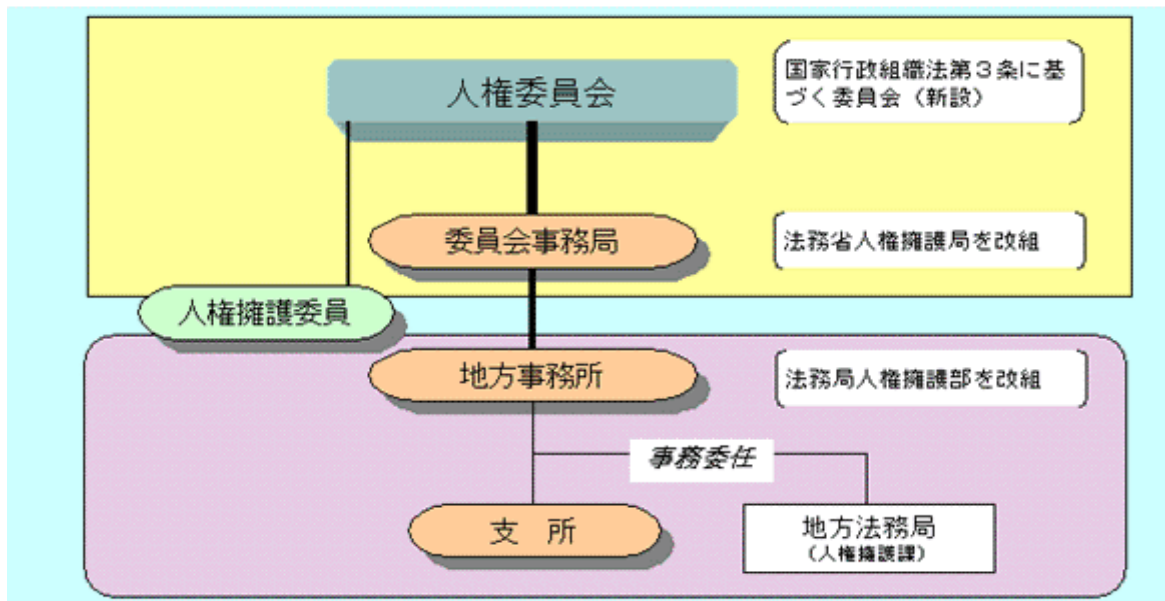 人権委員会
国家行政組織法第３条に基
づく委員会（新設）
委員会事務局
法務省人権擁護局を改組
人権擁護委員
地方事務所
法務局人権擁護部を改組
事務委任
支　所
地方法務局
（人権擁護課）